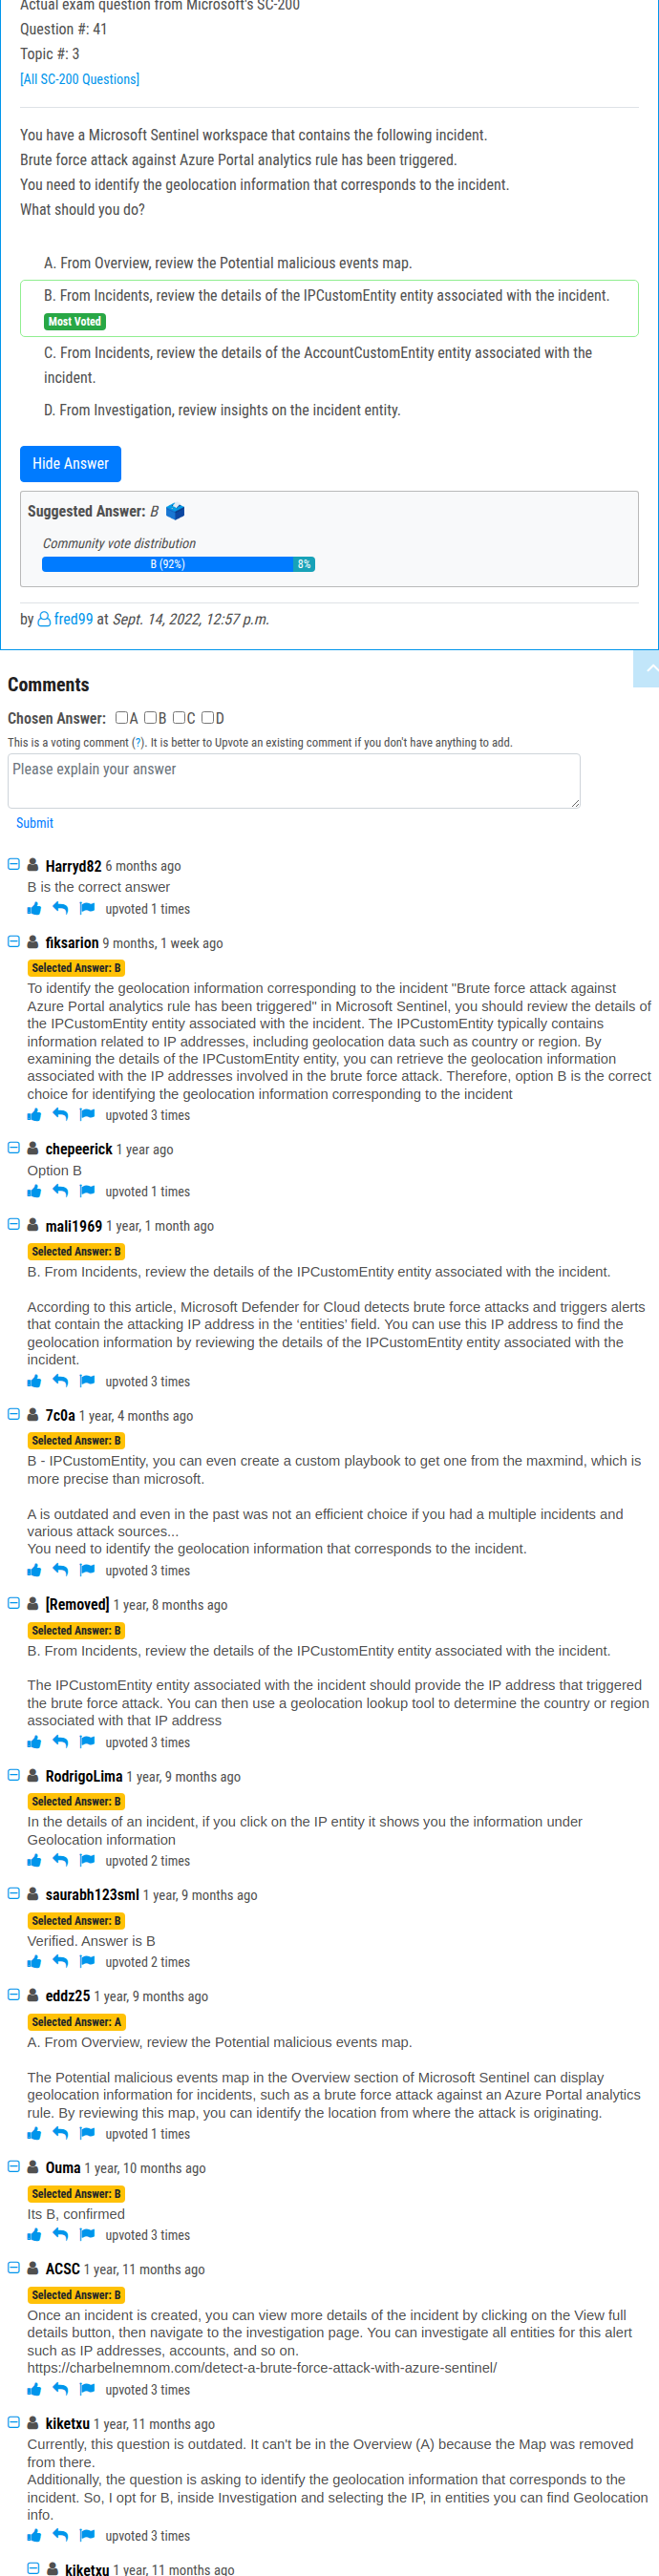 Actual exam question from Microsoft's SC-200
Question #: 41
Topic #: 3
[All SC-200 Questions]
You have a Microsoft Sentinel workspace that contains the following incident.
Brute force attack against Azure Portal analytics rule has been triggered.
You need to identify the geolocation information that corresponds to the incident.
What should you do?
A. From Overview, review the Potential malicious events map.
B. From Incidents, review the details of the IPCustomEntity entity associated with the incident.
Most Voted
C. From Incidents, review the details of the AccountCustomEntity entity associated with the
incident.
D. From Investigation, review insights on the incident entity.
Hide Answer
Suggested Answer: B
Community vote distribution
B (92%) 8%
by fred99 at Sept. 14, 2022, 12:57 p.m.
Comments
Chosen Answer: A B C D
This is a voting comment (?). It is better to Upvote an existing comment if you don't have anything to add.
Please explain your answer
Submit
Harryd82 6 months ago
B is the correct answer
upvoted 1 times
fiksarion 9 months, 1 week ago
Selected Answer: B
To identify the geolocation information corresponding to the incident "Brute force attack against
Azure Portal analytics rule has been triggered" in Microsoft Sentinel, you should review the details of
the IPCustomEntity entity associated with the incident. The IPCustomEntity typically contains
information related to IP addresses, including geolocation data such as country or region. By
examining the details of the IPCustomEntity entity, you can retrieve the geolocation information
associated with the IP addresses involved in the brute force attack. Therefore, option B is the correct
choice for identifying the geolocation information corresponding to the incident
upvoted 3 times
chepeerick 1 year ago
Option B
upvoted 1 times
mali1969 1 year, 1 month ago
Selected Answer: B
B. From Incidents, review the details of the IPCustomEntity entity associated with the incident.
According to this article, Microsoft Defender for Cloud detects brute force attacks and triggers alerts
that contain the attacking IP address in the ‘entities’ field. You can use this IP address to find the
geolocation information by reviewing the details of the IPCustomEntity entity associated with the
incident.
upvoted 3 times
7c0a 1 year, 4 months ago
Selected Answer: B
B - IPCustomEntity, you can even create a custom playbook to get one from the maxmind, which is
more precise than microsoft.
A is outdated and even in the past was not an efficient choice if you had a multiple incidents and
various attack sources...
You need to identify the geolocation information that corresponds to the incident.
upvoted 3 times
[Removed] 1 year, 8 months ago
Selected Answer: B
B. From Incidents, review the details of the IPCustomEntity entity associated with the incident.
The IPCustomEntity entity associated with the incident should provide the IP address that triggered
the brute force attack. You can then use a geolocation lookup tool to determine the country or region
associated with that IP address
upvoted 3 times
RodrigoLima 1 year, 9 months ago
Selected Answer: B
In the details of an incident, if you click on the IP entity it shows you the information under
Geolocation information
upvoted 2 times
saurabh123sml 1 year, 9 months ago
Selected Answer: B
Verified. Answer is B
upvoted 2 times
eddz25 1 year, 9 months ago
Selected Answer: A
A. From Overview, review the Potential malicious events map.
The Potential malicious events map in the Overview section of Microsoft Sentinel can display
geolocation information for incidents, such as a brute force attack against an Azure Portal analytics
rule. By reviewing this map, you can identify the location from where the attack is originating.
upvoted 1 times
Ouma 1 year, 10 months ago
Selected Answer: B
Its B, confirmed
upvoted 3 times
ACSC 1 year, 11 months ago
Selected Answer: B
Once an incident is created, you can view more details of the incident by clicking on the View full
details button, then navigate to the investigation page. You can investigate all entities for this alert
such as IP addresses, accounts, and so on.
https://charbelnemnom.com/detect-a-brute-force-attack-with-azure-sentinel/
upvoted 3 times
kiketxu 1 year, 11 months ago
Currently, this question is outdated. It can't be in the Overview (A) because the Map was removed
from there.
Additionally, the question is asking to identify the geolocation information that corresponds to the
incident. So, I opt for B, inside Investigation and selecting the IP, in entities you can find Geolocation
info.
upvoted 3 times
kiketxu 1 year, 11 months ago